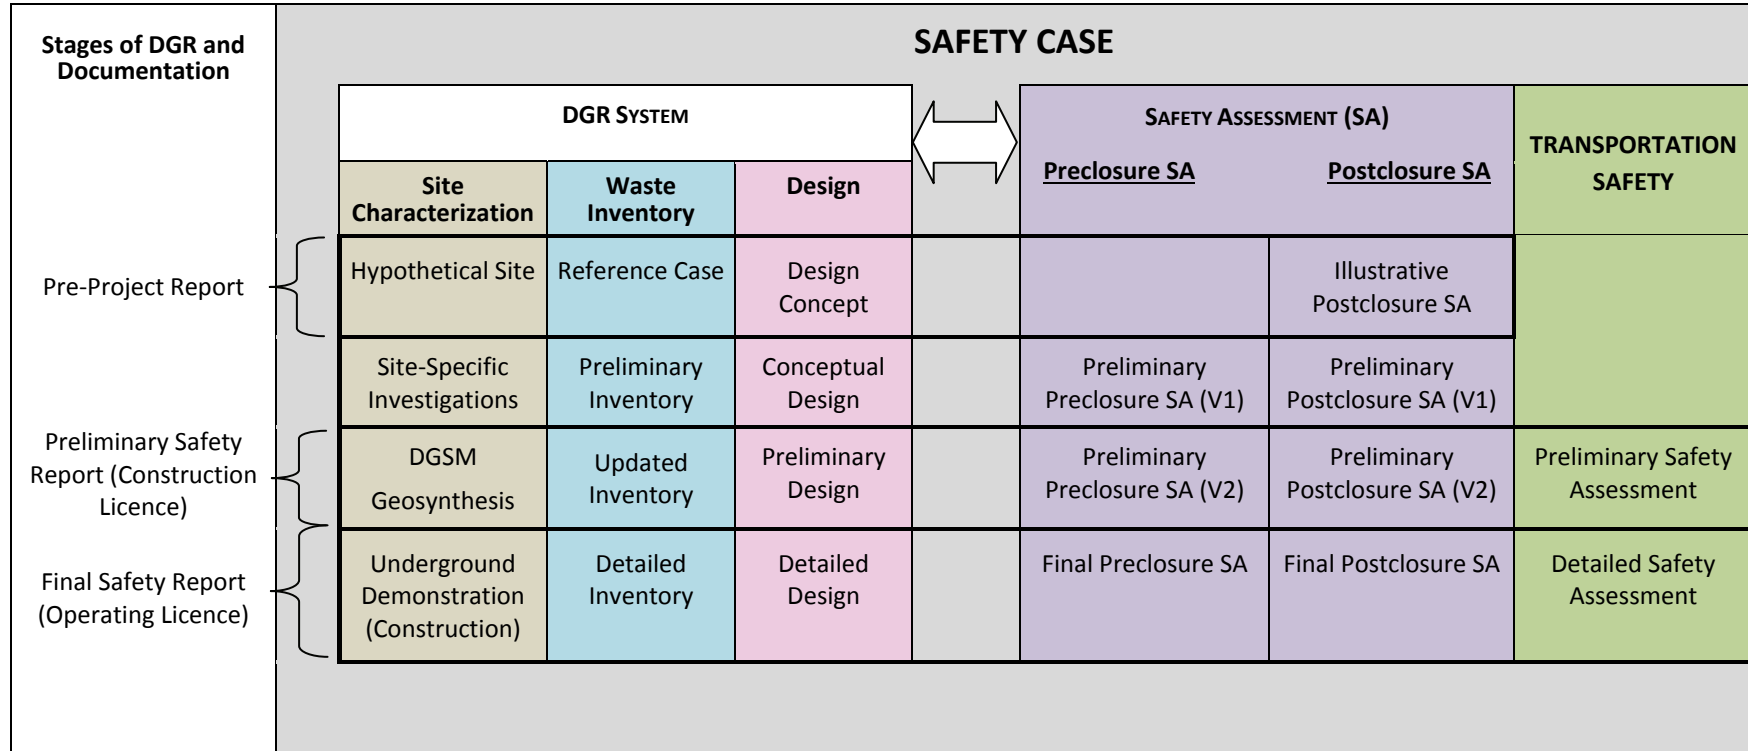 Stages of DGR and
Documentation
SAFETY CASE
DGR SYSTEM
SAFETY ASSESSMENT (SA)
Preclosure SA
Postclosure SA
TRANSPORTATION
SAFETY
Site
Characterization
Waste
Inventory
Design
Pre-Project Report
Hypothetical Site
Reference Case
Design
Concept
Illustrative
Postclosure SA
Site-Specific
Investigations
Preliminary
Inventory
Conceptual
Design
Preliminary
Preclosure SA (V1)
Preliminary
Postclosure SA (V1)
Preliminary Safety
Report (Construction
Licence)
DGSM
Geosynthesis
Updated
Inventory
Preliminary
Design
Preliminary
Preclosure SA (V2)
Preliminary
Postclosure SA (V2)
Preliminary Safety
Assessment
Final Safety Report
(Operating Licence)
Underground
Demonstration
(Construction)
Detailed
Inventory
Detailed
Design
Final Preclosure SA
Final Postclosure SA
Detailed Safety
Assessment